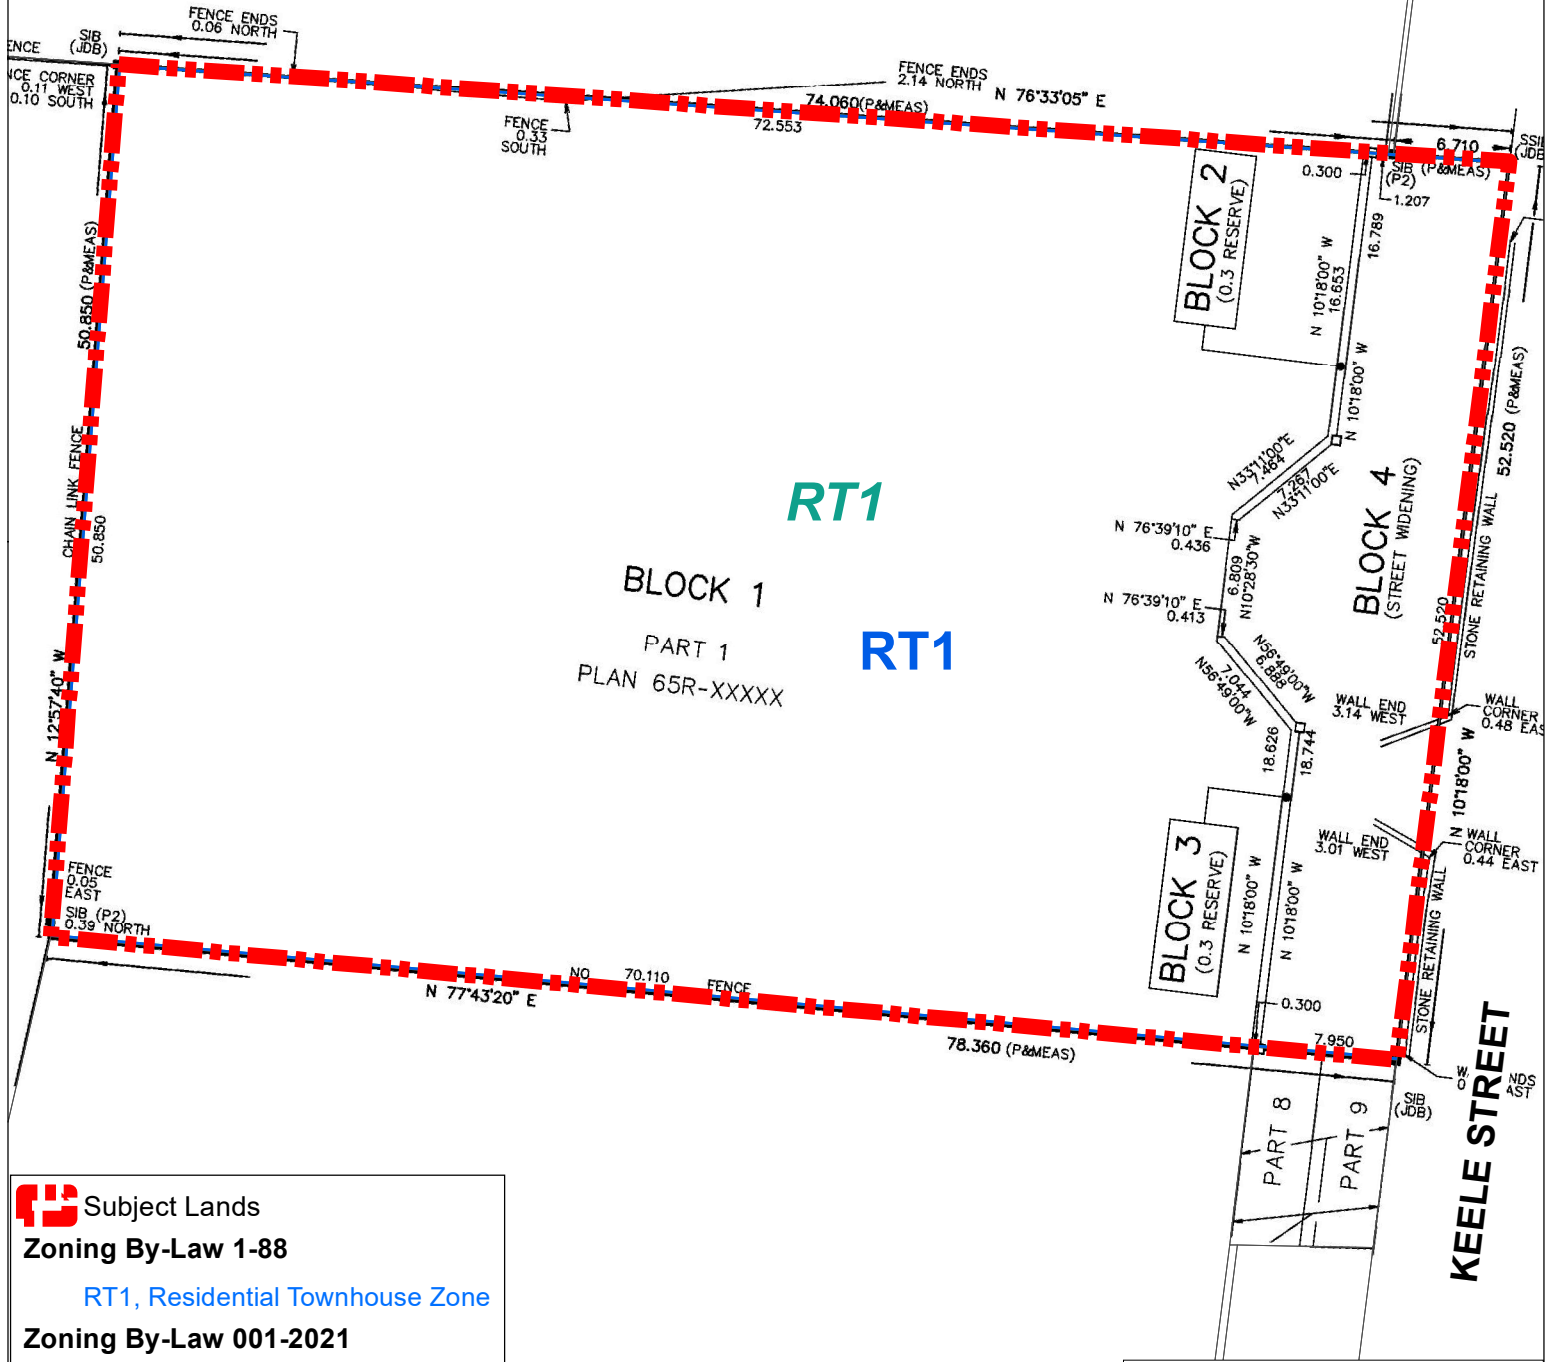 FENCE ENDS
0.06 NORTH
SIB
(JDB)
ENCE
NCE CORNER
0.11 WEST
0.10 SOUTH
FENCE ENDS
2.14 NORTH
N 76°33'05" E
74.060(P&MEAS)
72.553
FENCE
0.33
SOUTH
6.710
(P&MEAS)
SIB
(P2)
0.300
1.207
BLOCK 2
(0.3 RESERVE)
N 10°18'00" W
16.653
16.789
N 10°18'00" W
50.850 (P&MEAS)
CHAIN LINK FENCE
50.850
N 12°57'40" W
52.520 (P&MEAS)
STONE RETAINING WALL
52.520
N33°11'00"E
7.464
7.267
N33°11'00"E
N 76°39'10" E
0.436
6.809
N10°28'30"W
N 76°39'10" E
0.413
N56°49'00"W
6.888
7.044
N56°49'00"W
BLOCK 4
(STREET WIDENING)
RT1
BLOCK 1
PART 1
PLAN 65R-XXXXX
RT1
WALL END
3.14 WEST
WALL
CORNER
0.48 EAS
18.626
18.744
N 10°18'00" W
WALL END
3.01 WEST
WALL
CORNER
0.44 EAST
BLOCK 3
(0.3 RESERVE)
N 10°18'00" W
N 10°18'00" W
STONE RETAINING WALL
FENCE
0.05
EAST
SIB (P2)
0.39 NORTH
NO
70.110
FENCE
N 77°43'20" E
78.360 (P&MEAS)
0.300
7.950
SIB
(JDB)
PART 8
PART 9
KEELE STREET
Subject Lands
Zoning By-Law 1-88
RT1, Residential Townhouse Zone
Zoning By-Law 001-2021